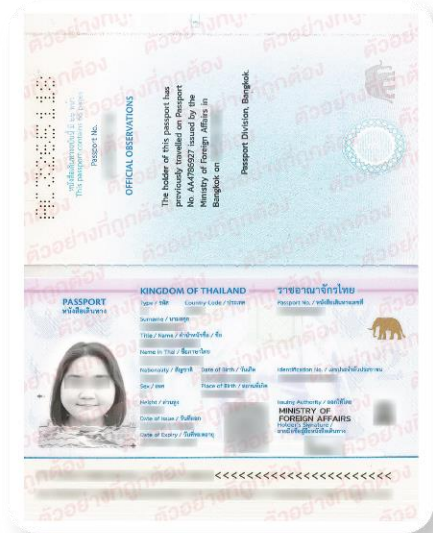 ตัวอย่างที่ถูกต้อง
หนังสือเดินทางเล่มนี้มี
This passport contains
Passport No.
OFFICIAL OBSERVATIONS
The holder of this passport has
previously travelled on Passport
No. AA4786927 issued by the
Ministry of Foreign Affairs in
Bangkok on
Passport Division, Bangkok.
PASSPORT
หนังสือเดินทาง
KINGDOM OF THAILAND
ราชอาณาจักรไทย
Type / รหัส
Country Code / ประเทศ
Passport No. / หนังสือเดินทางเลขที่
Surname / นามสกุล
Title / Name / คำนำหน้าชื่อ / ชื่อ
Name in Thai / ชื่อภาษาไทย
Nationality / สัญชาติ
Date of Birth / วันเกิด
Identification No. / เลขประจำตัวประชาชน
Sex / เพศ
Place of Birth / สถานที่เกิด
Height / ส่วนสูง
Issuing Authority / ออกให้โดย
MINISTRY OF
FOREIGN AFFAIRS
Date of Issue / วันที่ออก
Holder's Signature /
ลายมือชื่อผู้ถือหนังสือเดินทาง
Date of Expiry / วันที่หมดอายุ
<<<<<<<<<<<<<<<<<<<<<<<<